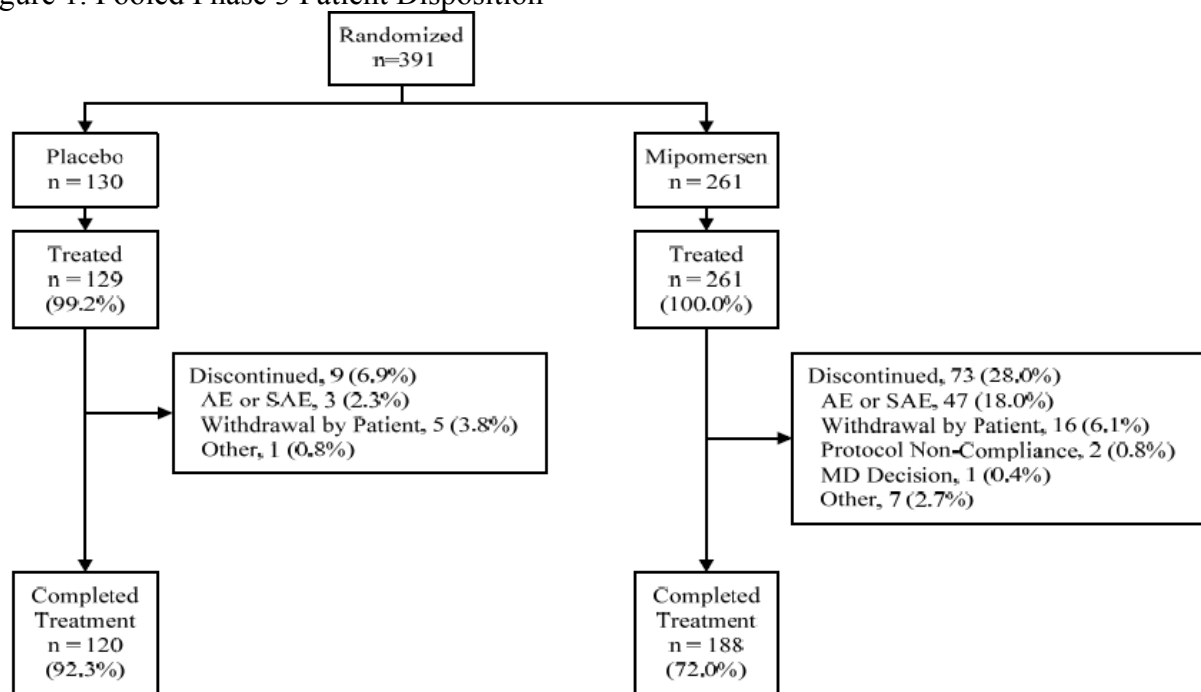 gure 1: Pooled Phase 3 Patient Disposition
Randomized
n=391
Placebo
n = 130
Mipomersen
n = 261
Treated
n = 129
(99.2%)
Treated
n = 261
(100.0%)
Discontinued, 9 (6.9%)
AE or SAE, 3 (2.3%)
Withdrawal by Patient, 5 (3.8%)
Other, 1 (0.8%)
Discontinued, 73 (28.0%)
AE or SAE, 47 (18.0%)
Withdrawal by Patient, 16 (6.1%)
Protocol Non-Compliance, 2 (0.8%)
MD Decision, 1 (0.4%)
Other, 7 (2.7%)
Completed
Treatment
n = 120
(92.3%)
Completed
Treatment
n = 188
(72.0%)